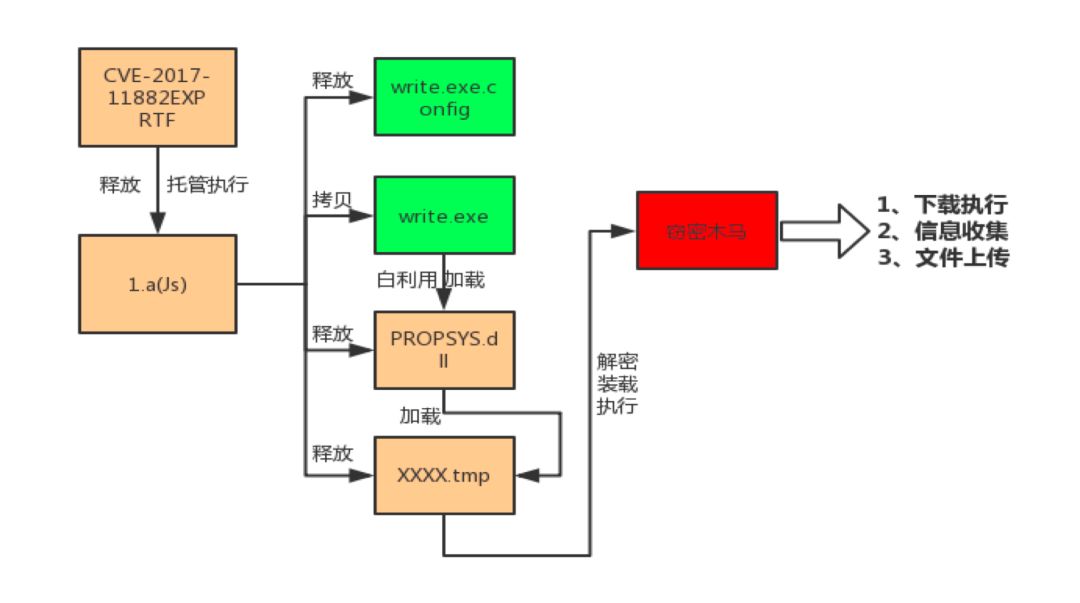 CVE-2017-
11882EXP
RTF
释放
托管执行
1.a(Js)
释放
write.exe.c
onfig
拷贝
write.exe
白利用
加载
释放
PROPSYS.d
ll
加载
释放
XXXX.tmp
解密
装载
执行
窃密木马
1、下载执行
2、信息收集
3、文件上传